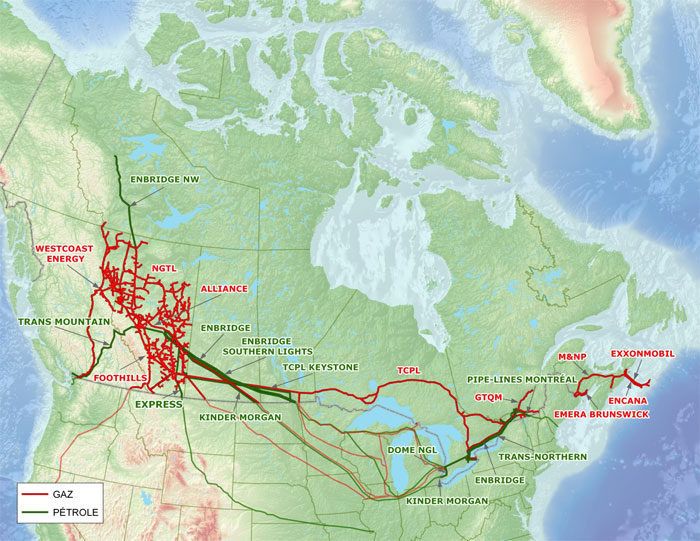 ENBRIDGE NW
WESTCOAST
ENERGY
NGTL
ALLIANCE
TRANS MOUNTAIN
ENBRIDGE
ENBRIDGE
SOUTHERN LIGHTS
TCPL KEYSTONE
FOOTHILLS
EXPRESS
KINDER MORGAN
TCPL
M&NP
EXXONMOBIL
PIPE-LINES MONTRÉAL
GTQM
ENCANA
EMERA BRUNSWICK
DOME NGL
TRANS-NORTHERN
ENBRIDGE
KINDER MORGAN
GAZ
PÉTROLE